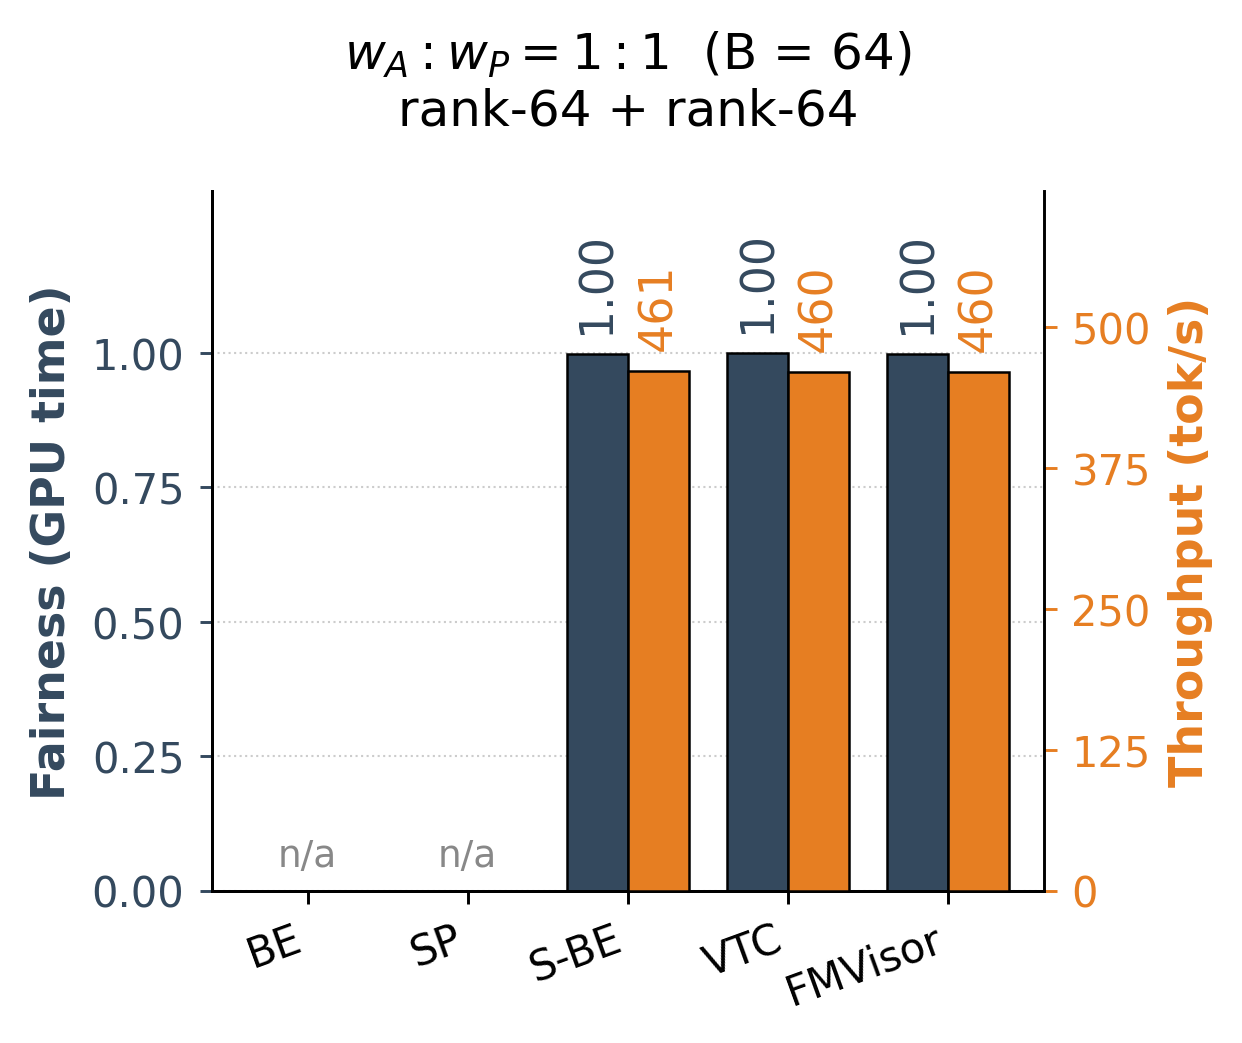 w_A : w_P = 1 : 1 (B = 64)
rank-64 + rank-64
Fairness (GPU time)
1.00
0.75
0.50
0.25
0.00
n/a
n/a
1.00
461
1.00
460
1.00
460
500
375
250
125
0
Throughput (tok/s)
BE
SP
S-BE
VTC
FMVisor